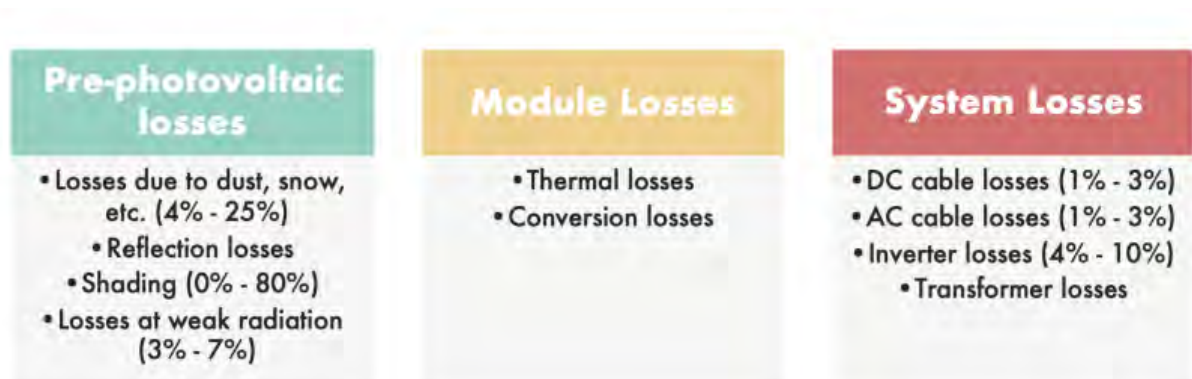 Pre-photovoltaic
losses
• Losses due to dust, snow,
etc. (4% - 25%)
• Reflection losses
• Shading (0% - 80%)
• Losses at weak radiation
(3% - 7%)
Module Losses
• Thermal losses
• Conversion losses
System Losses
• DC cable losses (1% - 3%)
• AC cable losses (1% - 3%)
• Inverter losses (4% - 10%)
• Transformer losses